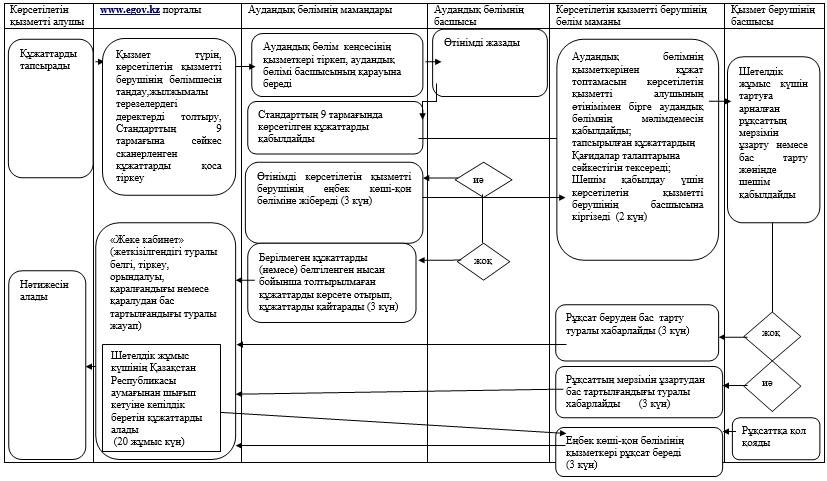 Көрсетілетін
қызметті алушы
www.egov.kz порталы
Аудандық бөлімнің мамандары
Аудандық бөлімнің
басшысы
Көрсетілетін қызметті берушінің
бөлім маманы
Қызмет берушінің
басшысы
Құжаттарды
тапсырады
Қызмет түрін,
көрсетілетін қызметті
берушінің бөлімшесін
таңдау,жылжымалы
терезелердегі
деректерді толтыру,
Стандарттың 9
тармағына сәйкес
сканерленген
құжаттарды қоса
тіркеу
Аудандық бөлім кеңсесінің
қызметкері тіркеп, аудандық
бөлімі басшысының қарауына
береді
Өтінімді жазады
Стандарттың 9 тармағында
көрсетілген құжаттарды
қабылдайды
Өтінімді көрсетілетін қызметті
берушінің еңбек көші-қон
бөліміне жібереді (3 күн)
иә
жоқ
Берілмеген құжаттарды
(немесе) белгіленген нысан
бойынша толтырылмаған
құжаттарды көрсете отырып,
құжаттарды қайтарады (3 күн)
Аудандық бөлімнің
қызметкерінен құжат
топтамасын көрсетілетін
қызметті алушының
өтінімімен бірге аудандық
бөлімнің мәлімдемесін
қабылдайды;
тапсырылған құжаттардың
Қағидалар талаптарына
сәйкестігін тексереді;
Шешім қабылдау үшін
көрсетілетін қызметті
берушінің басшысына
кіргізеді (2 күн)
Шетелдік
жұмыс күшін
тартуға
арналған
рұқсаттың
мерзімін
ұзарту немесе
бас тарту
жөнінде
шешім
қабылдайды
«Жеке кабинет»
(жеткізілгендігі туралы
белгі, тіркеу,
орындалуы,
қаралғандығы немесе
қаралудан бас
тартылғандығы туралы
жауап)
Нәтижесін
алады
Шетелдік жұмыс
күшінің Қазақстан
Республикасы
аумағынан шығып
кетуіне кепілдік
беретін құжаттарды
алады
(20 жұмыс күн)
Рұқсат беруден бас тарту
туралы хабарлайды (3 күн)
жоқ
Рұқсаттың мерзімін ұзартудан
бас тартылғандығы туралы
хабарлайды (3 күн)
иә
Еңбек көші-қон бөлімінің
қызметкері рұқсат береді
(3 күн)
Рұқсатқа қол
қояды